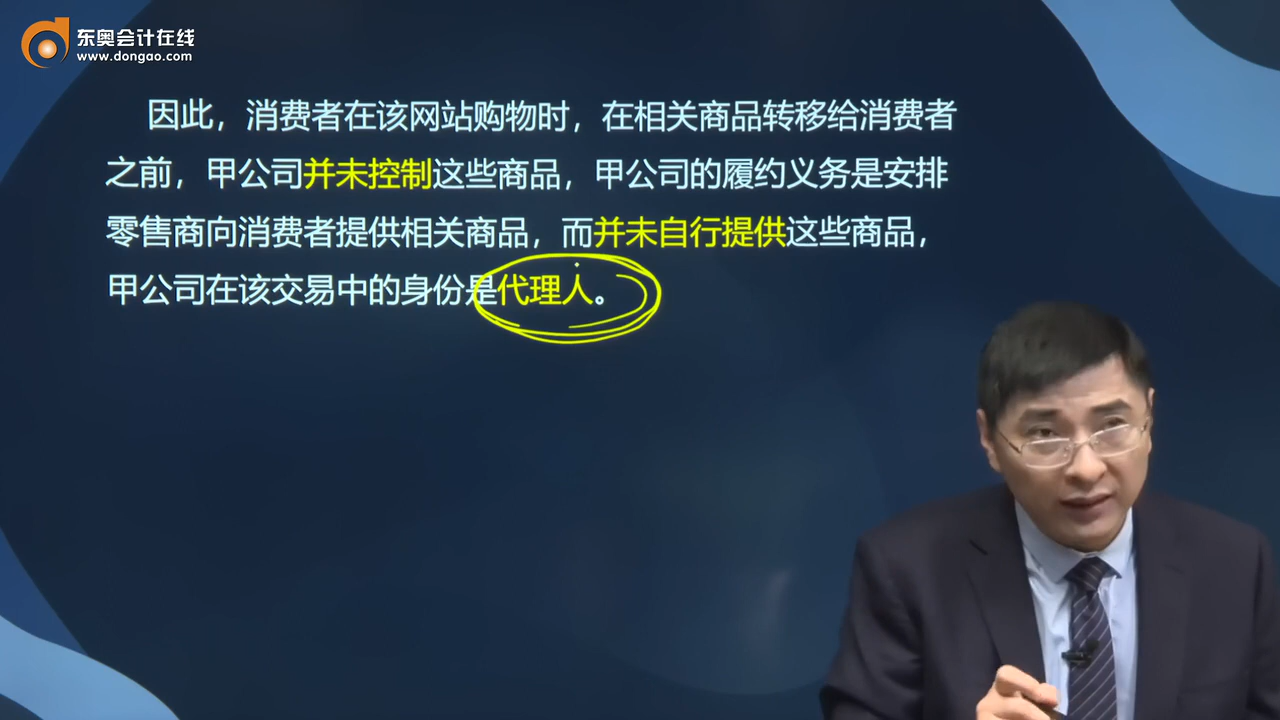 东奥会计在线
www.dongao.com
因此，消费者在该网站购物时，在相关商品转移给消费者
之前，甲公司并未控制这些商品，甲公司的履约义务是安排
零售商向消费者提供相关商品，而并未自行提供这些商品，
甲公司在该交易中的身份是代理人。